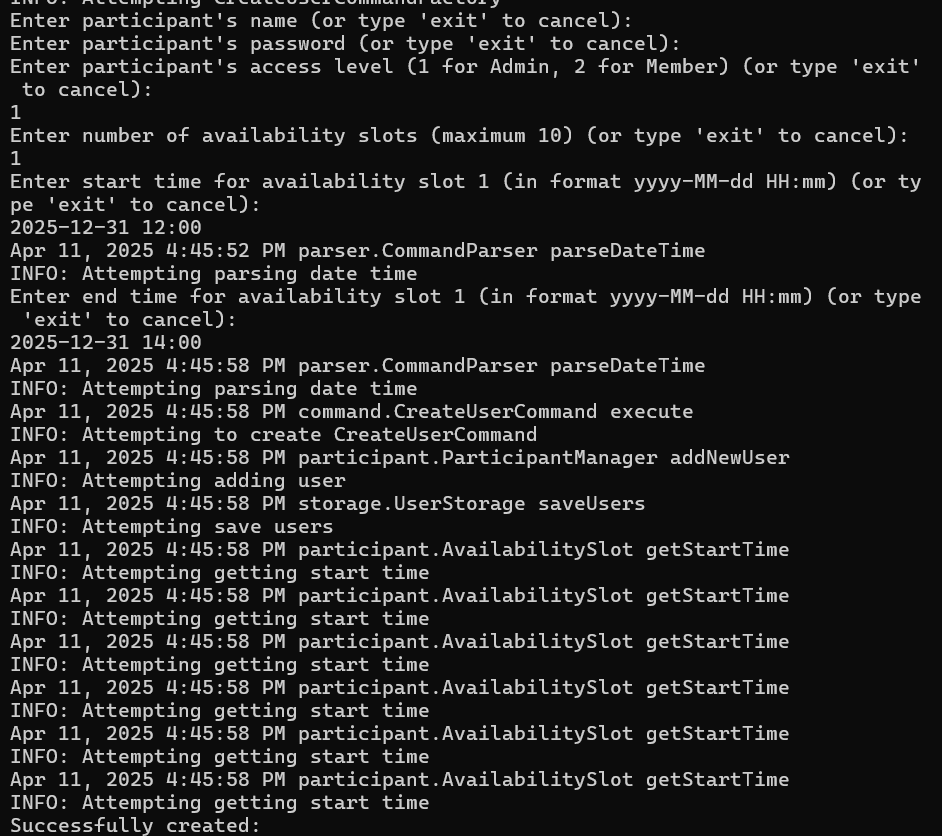 INFO: Attempting CreateUserCommandFactory
Enter participant's name (or type 'exit' to cancel):
Enter participant's password (or type 'exit' to cancel):
Enter participant's access level (1 for Admin, 2 for Member) (or type 'exit'
 to cancel):
1
Enter number of availability slots (maximum 10) (or type 'exit' to cancel):
1
Enter start time for availability slot 1 (in format yyyy-MM-dd HH:mm) (or ty
pe 'exit' to cancel):
2025-12-31 12:00
Apr 11, 2025 4:45:52 PM parser.CommandParser parseDateTime
INFO: Attempting parsing date time
Enter end time for availability slot 1 (in format yyyy-MM-dd HH:mm) (or type
 'exit' to cancel):
2025-12-31 14:00
Apr 11, 2025 4:45:58 PM parser.CommandParser parseDateTime
INFO: Attempting parsing date time
Apr 11, 2025 4:45:58 PM command.CreateUserCommand execute
INFO: Attempting to create CreateUserCommand
Apr 11, 2025 4:45:58 PM participant.ParticipantManager addNewUser
INFO: Attempting adding user
Apr 11, 2025 4:45:58 PM storage.UserStorage saveUsers
INFO: Attempting save users
Apr 11, 2025 4:45:58 PM participant.AvailabilitySlot getStartTime
INFO: Attempting getting start time
Apr 11, 2025 4:45:58 PM participant.AvailabilitySlot getStartTime
INFO: Attempting getting start time
Apr 11, 2025 4:45:58 PM participant.AvailabilitySlot getStartTime
INFO: Attempting getting start time
Apr 11, 2025 4:45:58 PM participant.AvailabilitySlot getStartTime
INFO: Attempting getting start time
Apr 11, 2025 4:45:58 PM participant.AvailabilitySlot getStartTime
INFO: Attempting getting start time
Apr 11, 2025 4:45:58 PM participant.AvailabilitySlot getStartTime
INFO: Attempting getting start time
Successfully created: